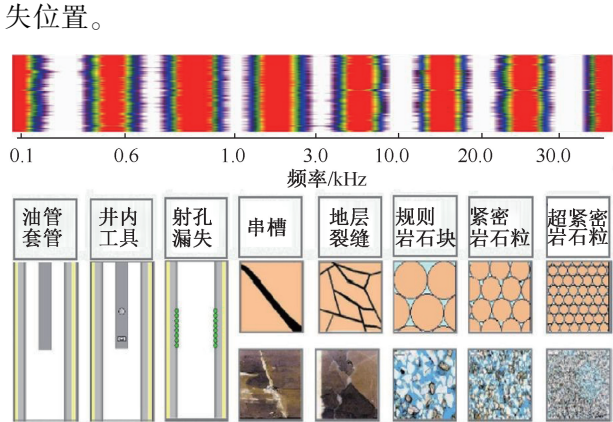 失位置。
0.1 0.6 1.0 3.0 10.0 20.0 30.0
频率/kHz
油管 井内 射孔 串槽 地层 规则 紧密 超紧密
套管 工具 漏失 裂缝 岩石块 岩石粒 岩石粒